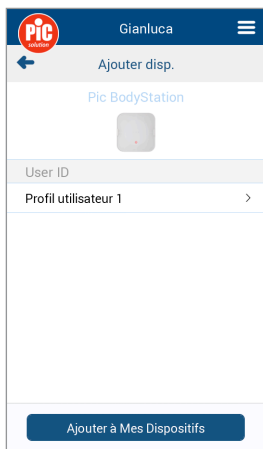 Pic
solution
Gianluca
Ajouter disp.
Pic BodyStation
User ID
Profil utilisateur 1
Ajouter à Mes Dispositifs